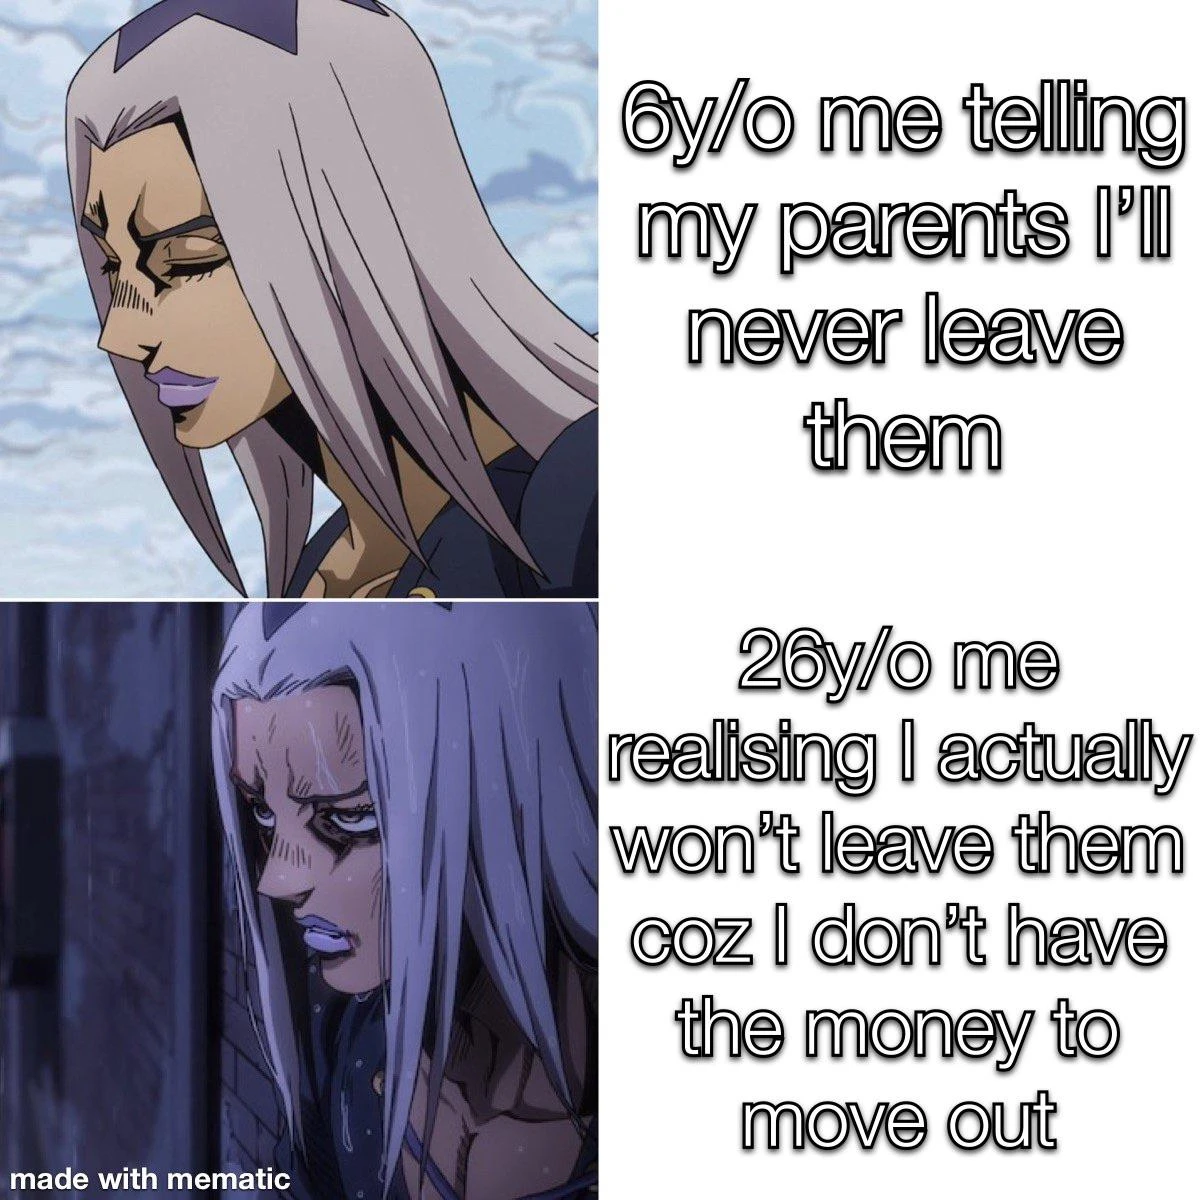 6y/o me telling
my parents I’ll
never leave
them
26y/o me
realising I actually
won’t leave them
coz I don’t have
the money to
move out
made with mematic